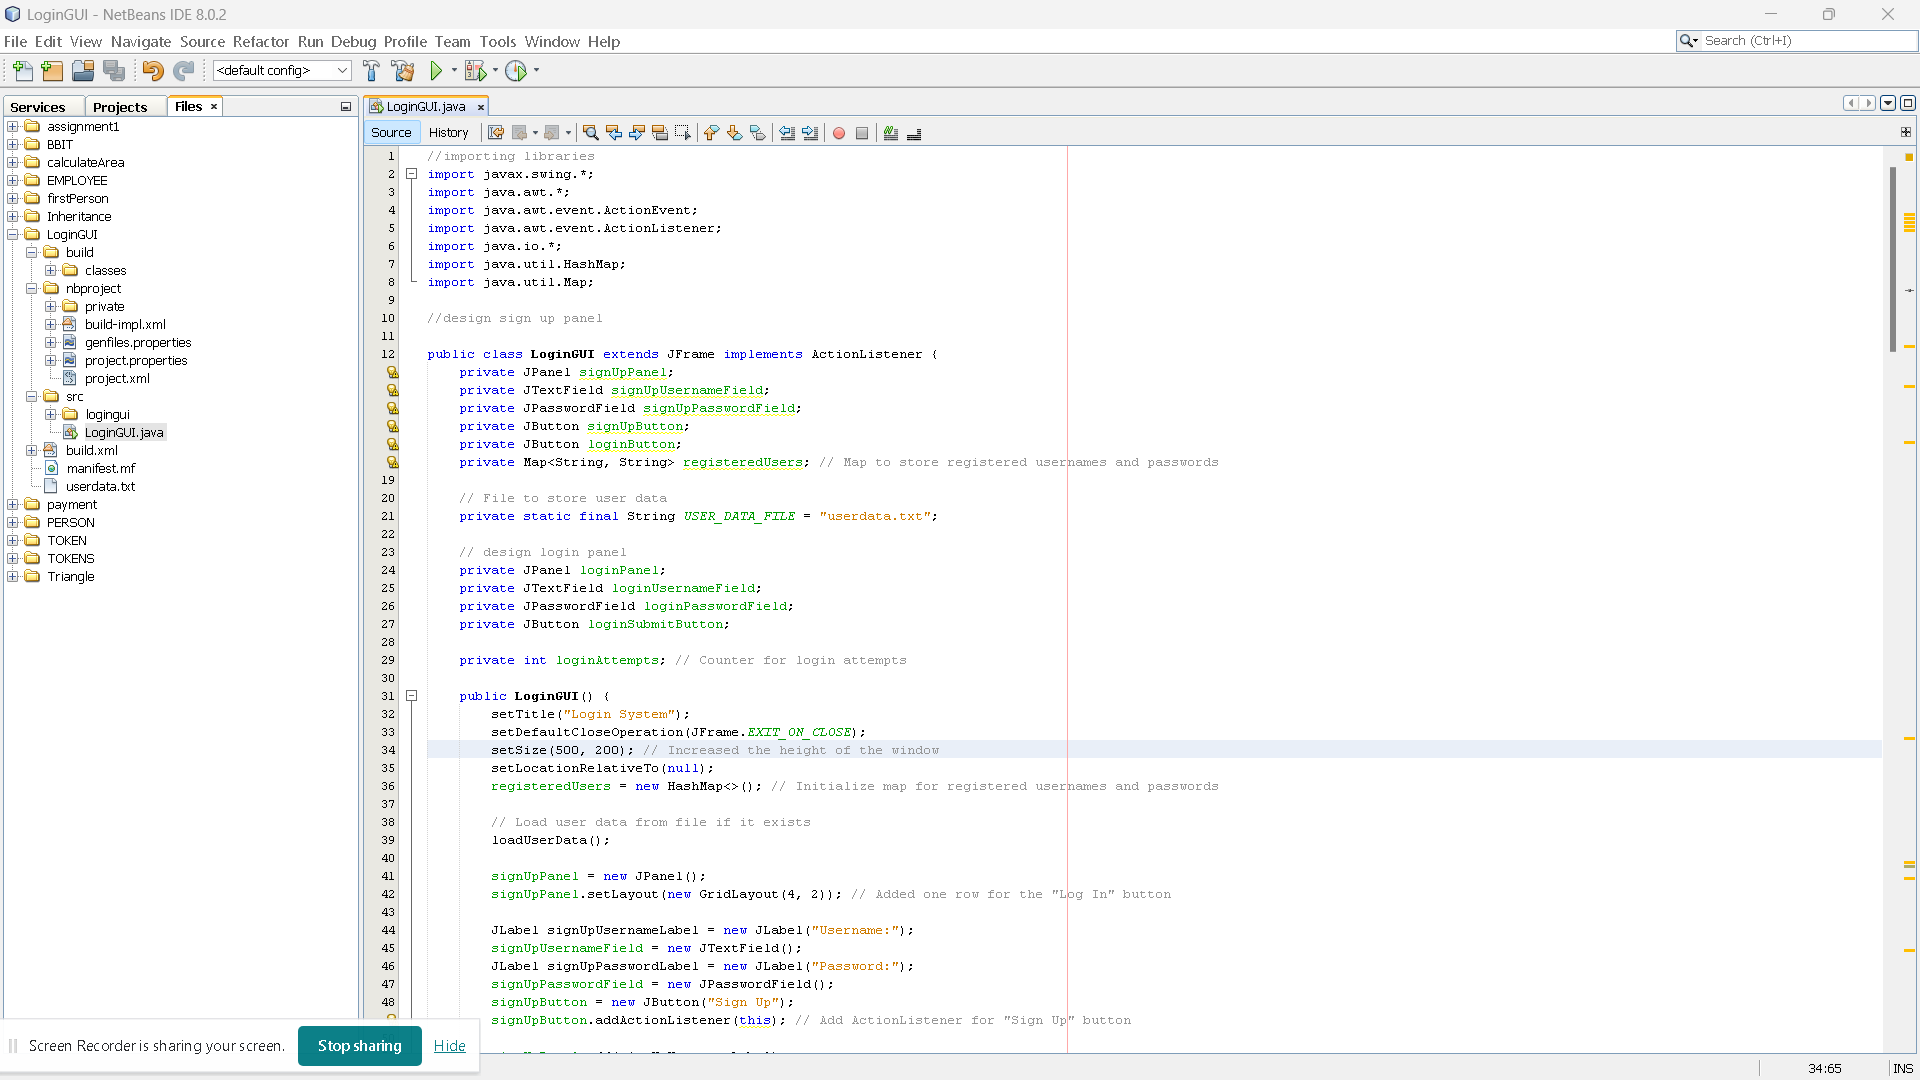 LoginGUI - NetBeans IDE 8.0.2
File Edit View Navigate Source Refactor Run Debug Profile Team Tools Window Help
Search (Ctrl+I)
<default config>
Services Projects Files
assignment1
BBIT
calculateArea
EMPLOYEE
firstPerson
Inheritance
LoginGUI
build
classes
nbproject
private
build-impl.xml
genfiles.properties
project.properties
project.xml
src
logingui
LoginGUI.java
build.xml
manifest.mf
userdata.txt
payment
PERSON
TOKEN
TOKENS
Triangle
LoginGUI.java
Source History
1 //importing libraries
2 import javax.swing.*;
3 import java.awt.*;
4 import java.awt.event.ActionEvent;
5 import java.awt.event.ActionListener;
6 import java.io.*;
7 import java.util.HashMap;
8 import java.util.Map;
9
10 //design sign up panel
11
12 public class LoginGUI extends JFrame implements ActionListener {
private JPanel signUpPanel;
private JTextField signUpUsernameField;
private JPasswordField signUpPasswordField;
private JButton signUpButton;
private JButton loginButton;
private Map<String, String> registeredUsers; // Map to store registered usernames and passwords
19
20 // File to store user data
21 private static final String USER_DATA_FILE = "userdata.txt";
22
23 // design login panel
24 private JPanel loginPanel;
25 private JTextField loginUsernameField;
26 private JPasswordField loginPasswordField;
27 private JButton loginSubmitButton;
28
29 private int loginAttempts; // Counter for login attempts
30
31 public LoginGUI() {
32 setTitle("Login System");
33 setDefaultCloseOperation(JFrame.EXIT_ON_CLOSE);
34 setSize(500, 200); // Increased the height of the window
35 setLocationRelativeTo(null);
36 registeredUsers = new HashMap<>(); // Initialize map for registered usernames and passwords
37
38 // Load user data from file if it exists
39 loadUserData();
40
41 signUpPanel = new JPanel();
42 signUpPanel.setLayout(new GridLayout(4, 2)); // Added one row for the "Log In" button
43
44 JLabel signUpUsernameLabel = new JLabel("Username:");
45 signUpUsernameField = new JTextField();
46 JLabel signUpPasswordLabel = new JLabel("Password:");
47 signUpPasswordField = new JPasswordField();
48 signUpButton = new JButton("Sign Up");
signUpButton.addActionListener(this); // Add ActionListener for "Sign Up" button
Screen Recorder is sharing your screen. Stop sharing Hide
34:65 INS